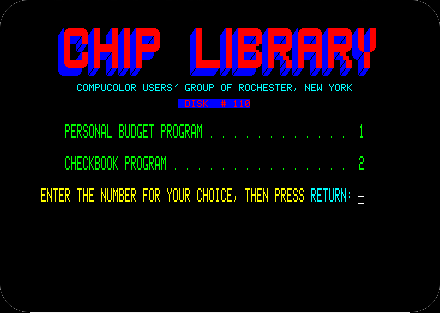 CHIP LIBRARY
COMPUCOLOR USERS' GROUP OF ROCHESTER, NEW YORK
DISK # 110
PERSONAL BUDGET PROGRAM . . . . . . . . . . . . 1
CHECKBOOK PROGRAM . . . . . . . . . . . . . . . 2
ENTER THE NUMBER FOR YOUR CHOICE, THEN PRESS RETURN: _